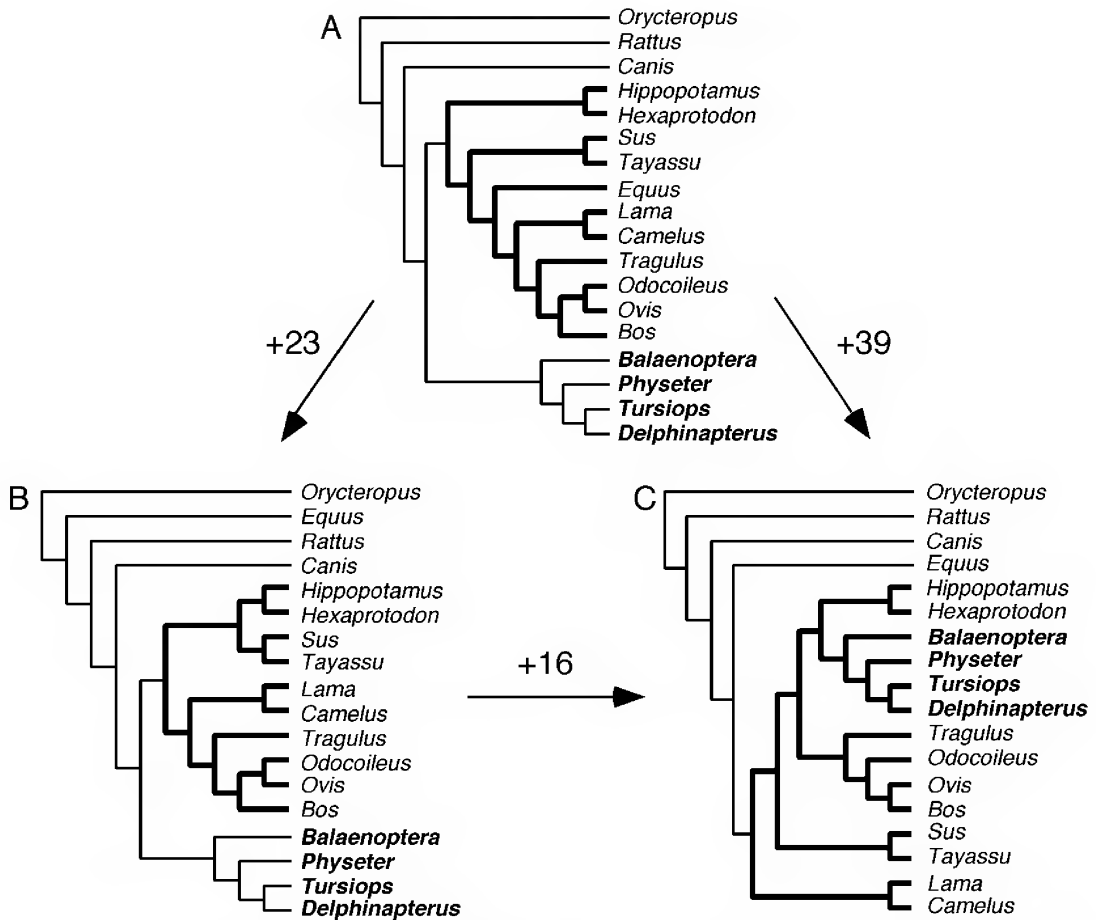 A
Orycteropus
Rattus
Canis
Hippopotamus
Hexaprotodon
Sus
Tayassu
Equus
Lama
Camelus
Tragulus
Odocoileus
Ovis
Bos
Balaenoptera
Physeter
Tursiops
Delphinapterus
+23
+39
B
Orycteropus
Equus
Rattus
Canis
Hippopotamus
Hexaprotodon
Sus
Tayassu
Lama
Camelus
Tragulus
Odocoileus
Ovis
Bos
Balaenoptera
Physeter
Tursiops
Delphinapterus
+16
C
Orycteropus
Rattus
Canis
Equus
Hippopotamus
Hexaprotodon
Balaenoptera
Physeter
Tursiops
Delphinapterus
Tragulus
Odocoileus
Ovis
Bos
Sus
Tayassu
Lama
Camelus